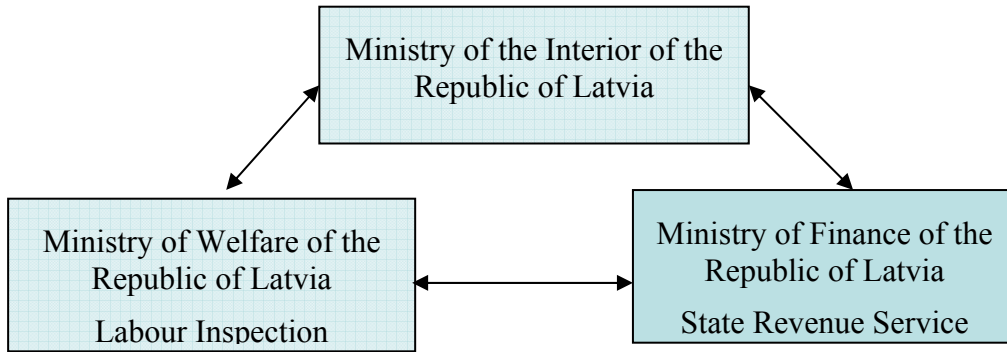 Ministry of the Interior of the
Republic of Latvia
Ministry of Welfare of the
Republic of Latvia
Labour Inspection
Ministry of Finance of the
Republic of Latvia
State Revenue Service